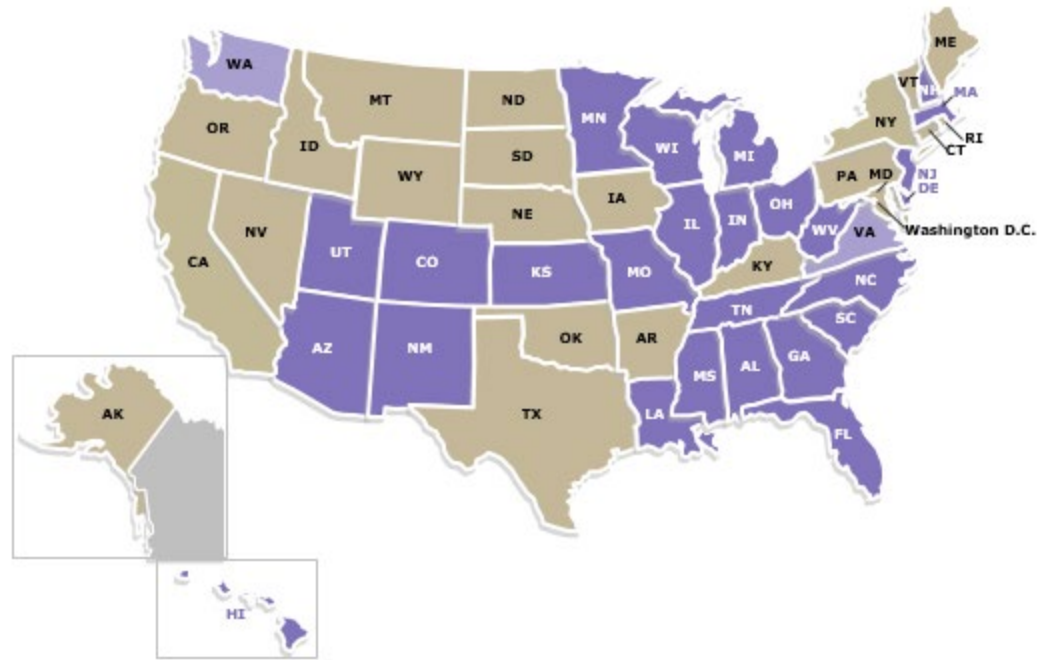 ME
WA
VT
NH
MA
MT
ND
MN
OR
NY
RI
ID
WI
MI
CT
SD
WY
PA
MD
NJ
DE
IA
OH
NE
IL
IN
WV
VA
Washington D.C.
NV
UT
CO
KS
MO
KY
CA
NC
TN
SC
AZ
NM
OK
AR
GA
MS
AL
TX
LA
AK
FL
HI